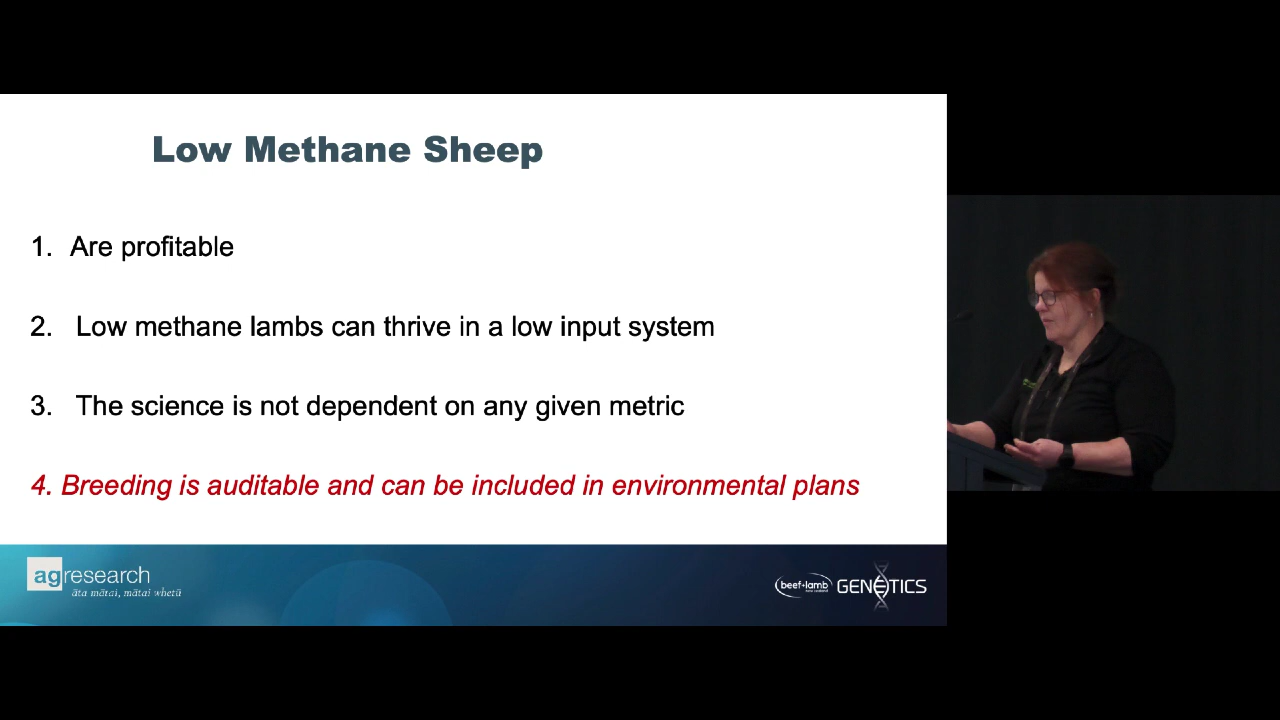 Low Methane Sheep
1. Are profitable
2. Low methane lambs can thrive in a low input system
3. The science is not dependent on any given metric
4. Breeding is auditable and can be included in environmental plans
agresearch
āta mātai, mātai whetū
beef+lamb
new zealand
GENETICS